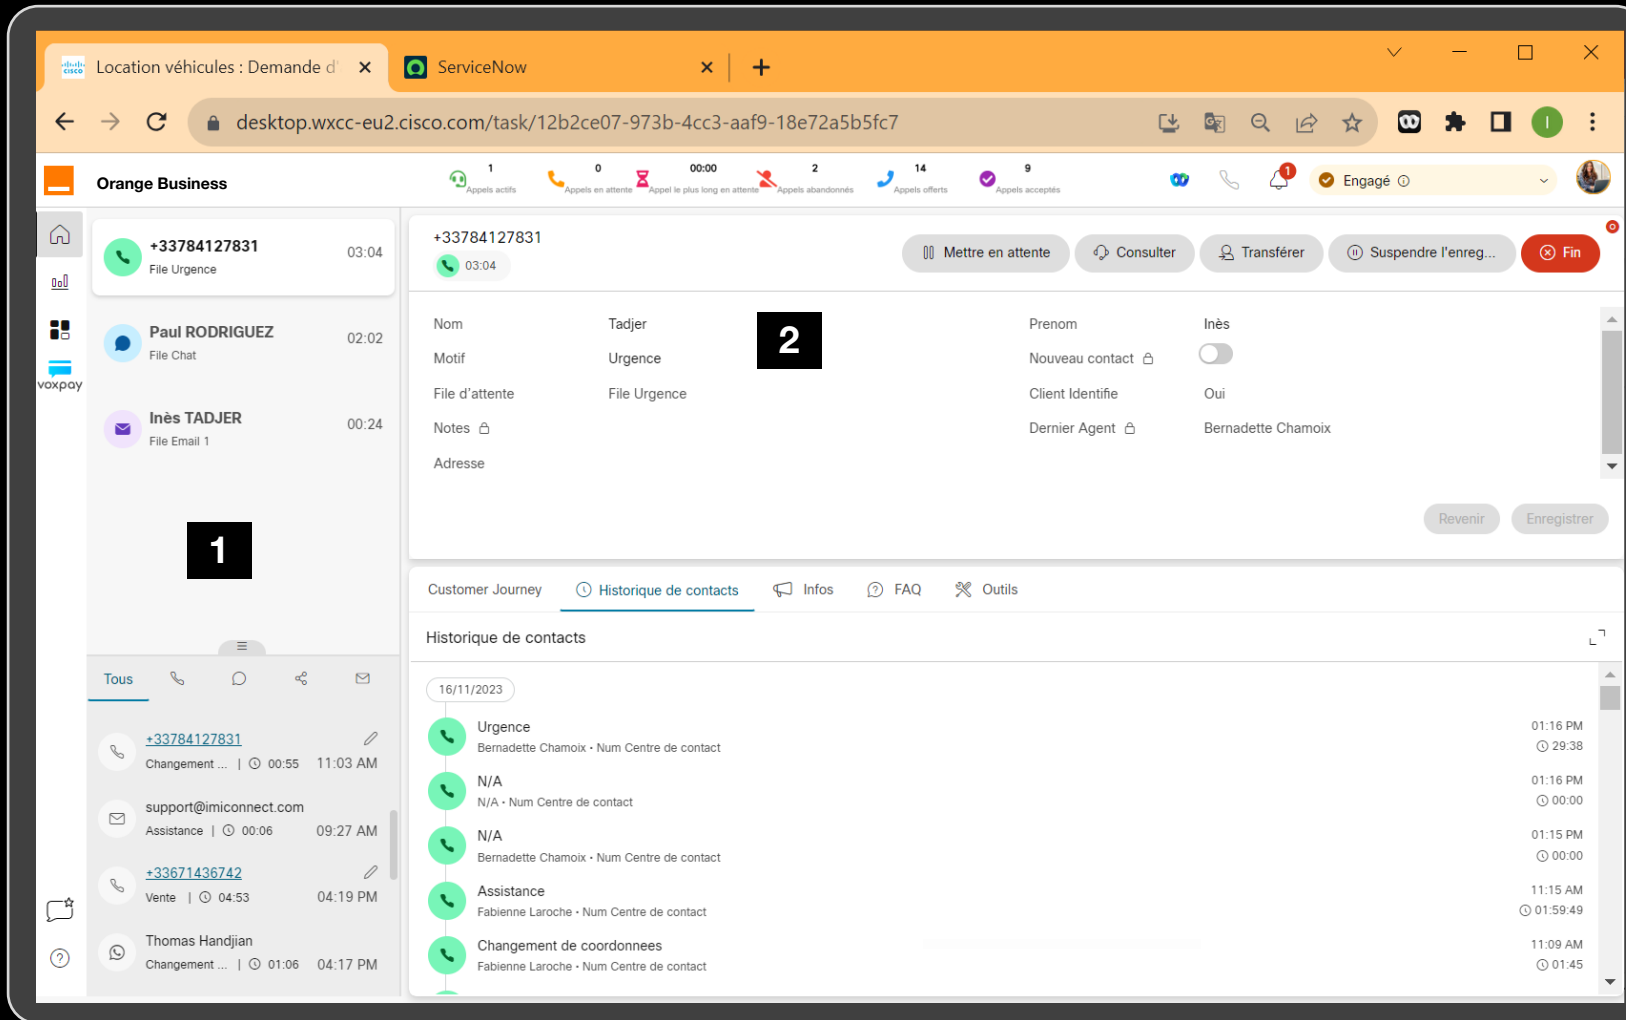 cisco Location véhicules : Demande d'
ServiceNow
desktop.wxcc-eu2.cisco.com/task/12b2ce07-973b-4cc3-aaf9-18e72a5b5fc7
I
Orange Business
1 Appels actifs
0 Appels en attente
00:00 Appel le plus long en attente
2 Appels abandonnés
14 Appels offerts
9 Appels acceptés
1
Engagé
voxpay
+33784127831 03:04
File Urgence
Paul RODRIGUEZ 02:02
File Chat
Inès TADJER 00:24
File Email 1
1
Tous
+33784127831
Changement ... | 00:55 11:03 AM
support@imiconnect.com
Assistance | 00:06 09:27 AM
+33671436742
Vente | 04:53 04:19 PM
Thomas Handjian
Changement ... | 01:06 04:17 PM
+33784127831
03:04
Mettre en attente Consulter Transférer Suspendre l'enreg... Fin
Nom Tadjer Prenom Inès
2
Motif Urgence Nouveau contact
File d'attente File Urgence Client Identifie Oui
Notes Dernier Agent Bernadette Chamoix
Adresse
Revenir Enregistrer
Customer Journey Historique de contacts Infos FAQ Outils
Historique de contacts
16/11/2023
Urgence 01:16 PM
Bernadette Chamoix • Num Centre de contact 29:38
N/A 01:16 PM
N/A • Num Centre de contact 00:00
N/A 01:15 PM
Bernadette Chamoix • Num Centre de contact 00:00
Assistance 11:15 AM
Fabienne Laroche • Num Centre de contact 01:59:49
Changement de coordonnees 11:09 AM
Fabienne Laroche • Num Centre de contact 01:45